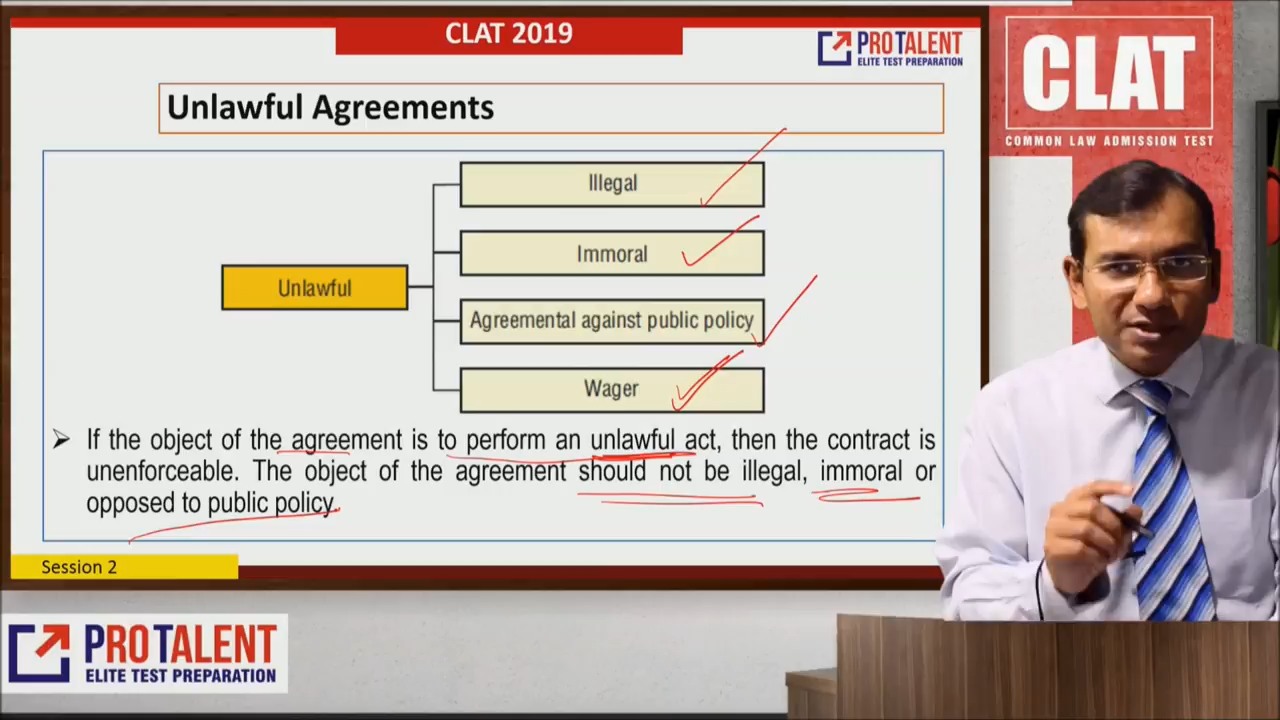 CLAT 2019
PROTALENT
ELITE TEST PREPARATION
CLAT
COMMON LAW ADMISSION TEST
Unlawful Agreements
Illegal
Immoral
Unlawful
Agreemental against public policy
Wager
➢ If the object of the agreement is to perform an unlawful act, then the contract is
unenforceable. The object of the agreement should not be illegal, immoral or
opposed to public policy.
Session 2
PROTALENT
ELITE TEST PREPARATION